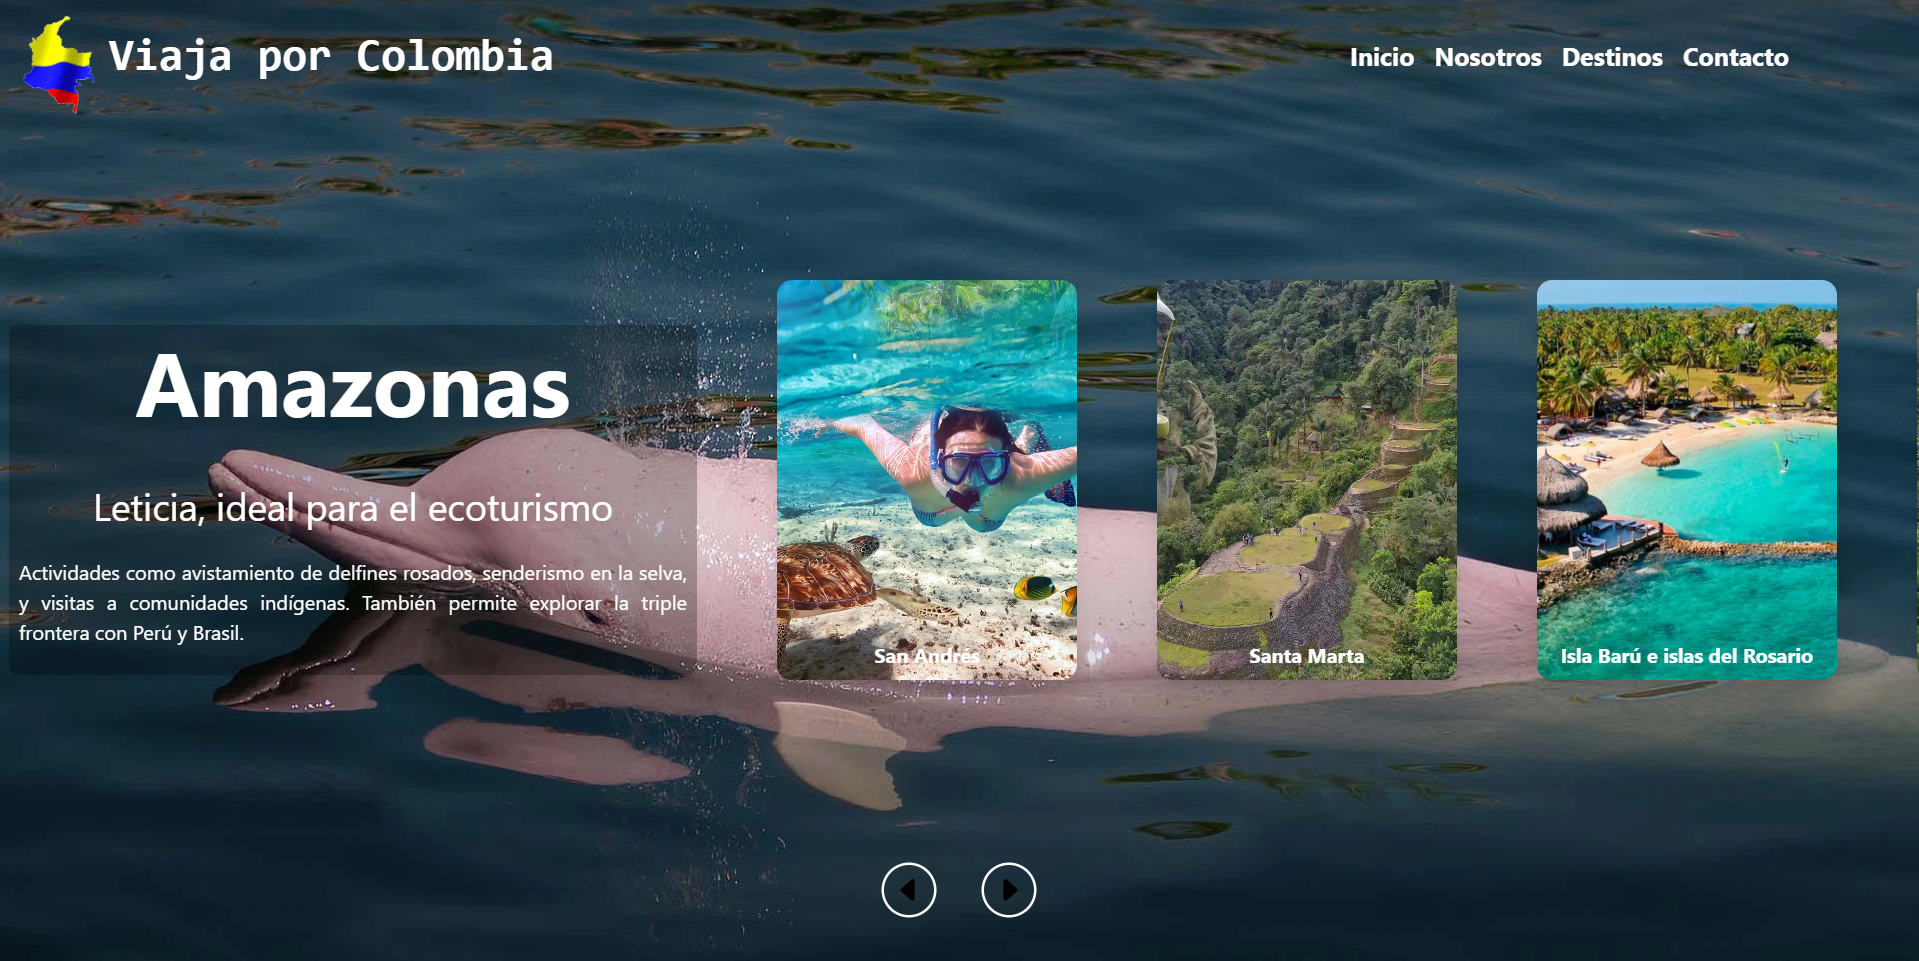 Viaja por Colombia
Inicio Nosotros Destinos Contacto
Amazonas
Leticia, ideal para el ecoturismo
Actividades como avistamiento de delfines rosados, senderismo en la selva,
y visitas a comunidades indígenas. También permite explorar la triple
frontera con Perú y Brasil.
San Andrés
Santa Marta
Isla Barú e islas del Rosario